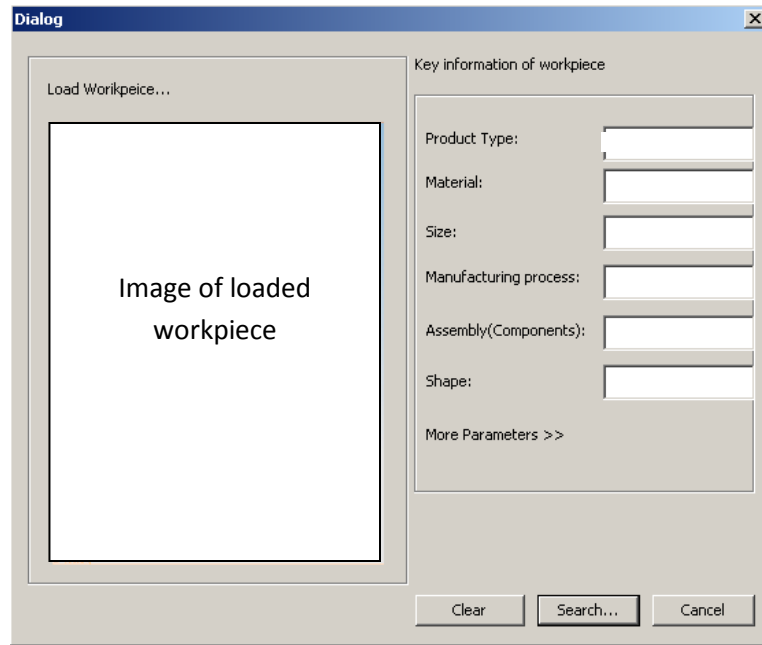 Dialog
Load Worikpeice...
Image of loaded
workpiece
Key information of workpiece
Product Type:
Material:
Size:
Manufacturing process:
Assembly(Components):
Shape:
More Parameters >>
Clear
Search...
Cancel